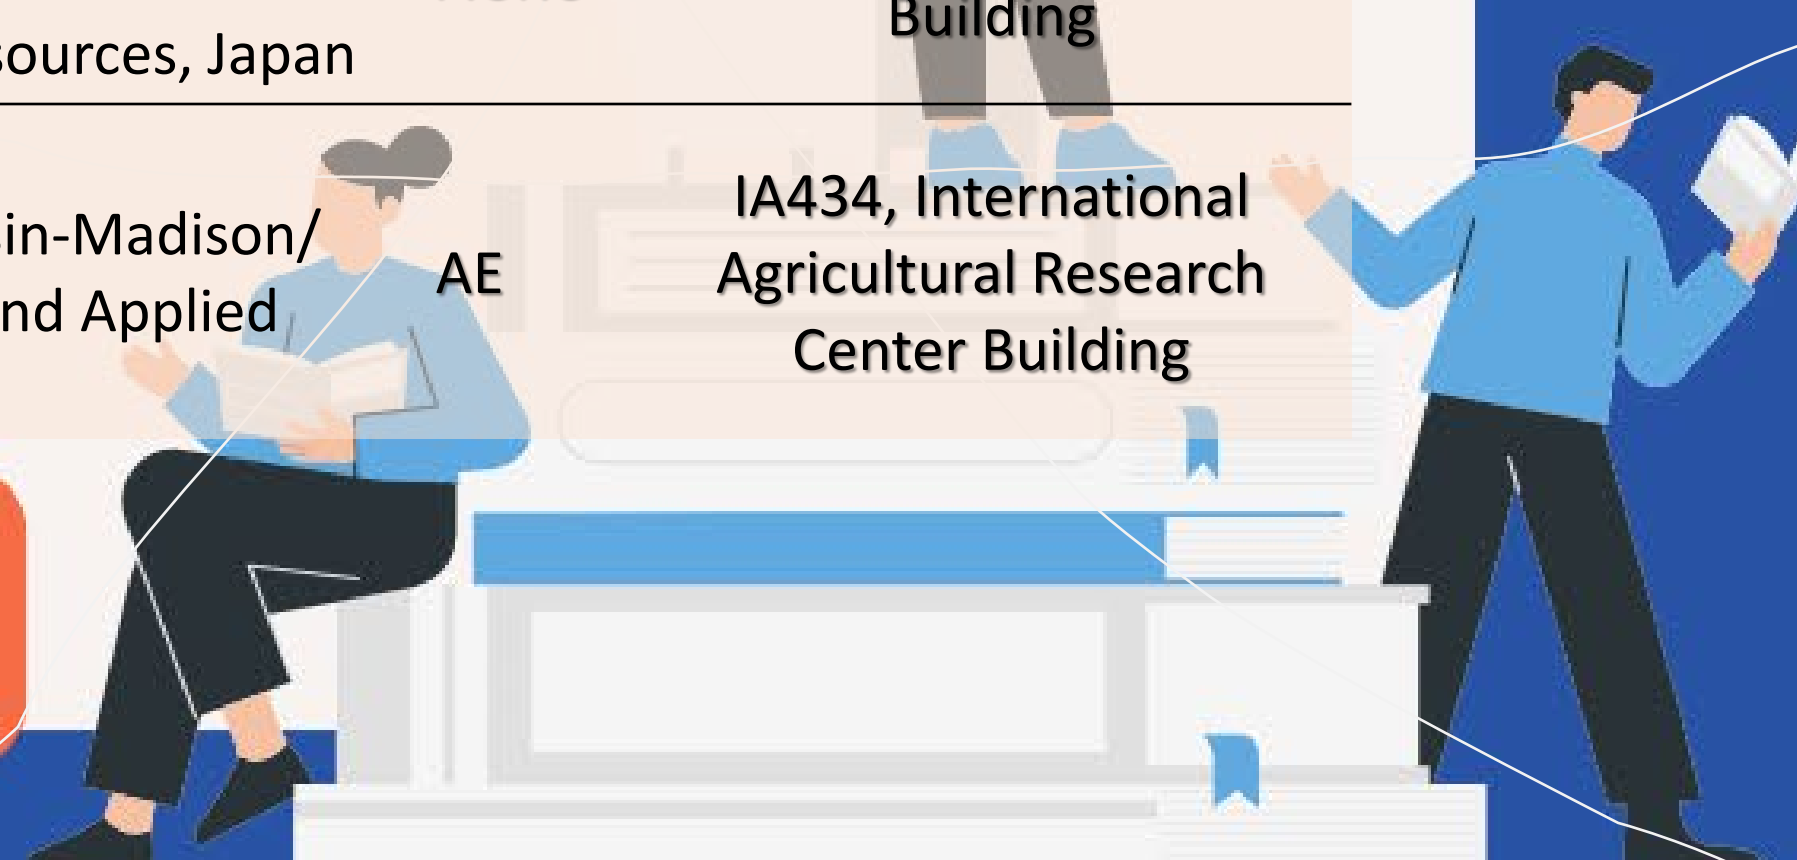 Building
sources, Japan
IA434, International
in-Madison/
AE
Agricultural Research
nd Applied
Center Building